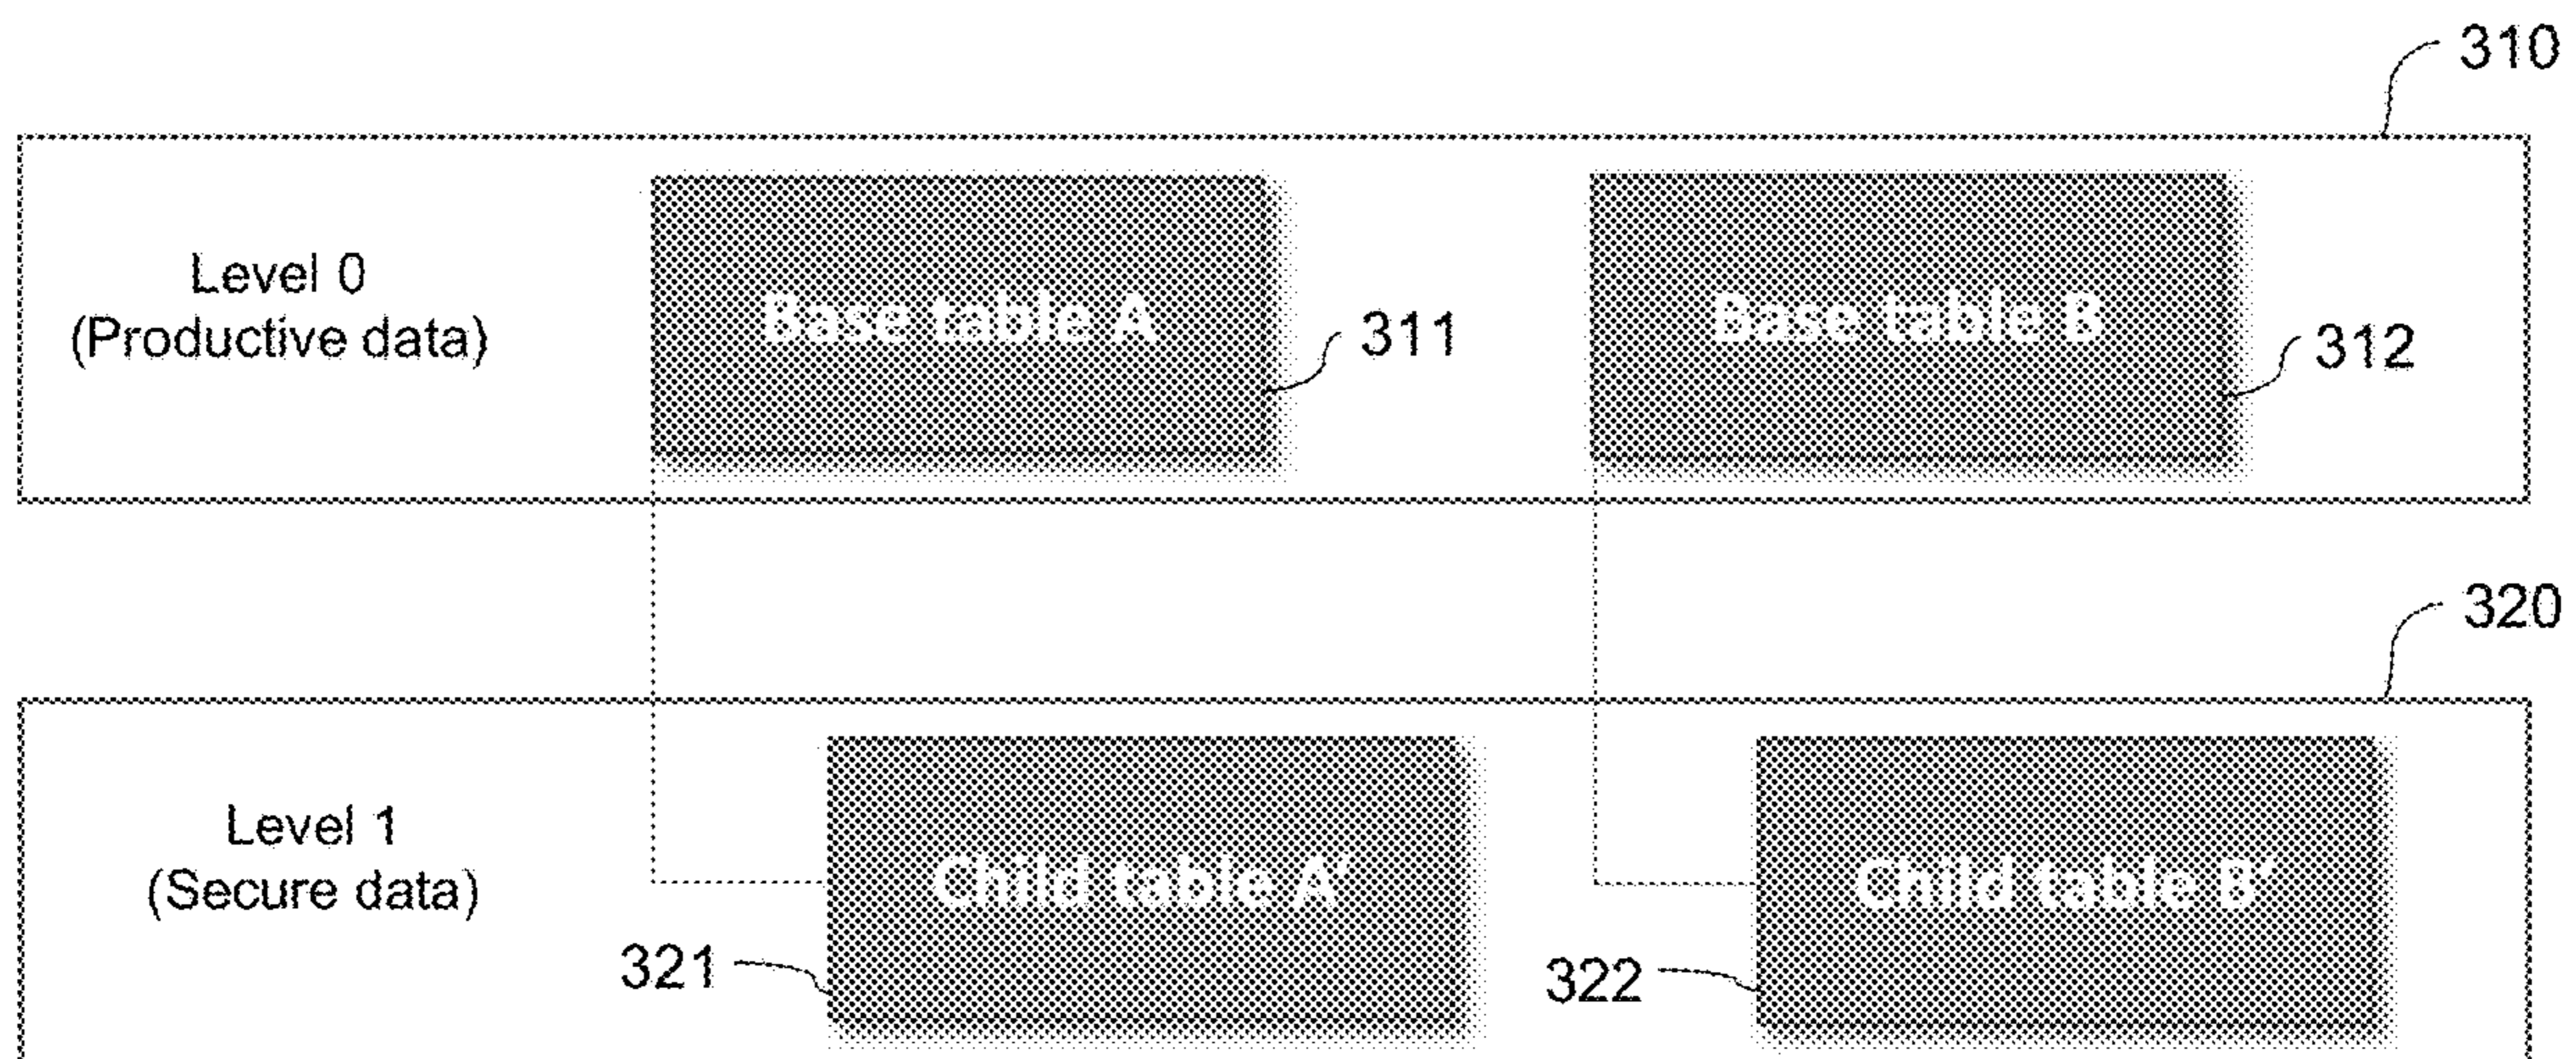 310
Level 0
(Productive data)
Base table A
311
Base table B
312
320
Level 1
(Secure data)
Child table A'
321
Child table B'
322